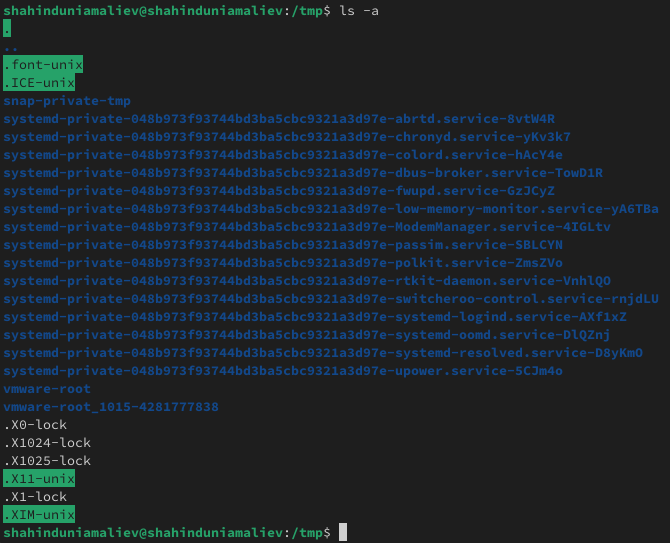 shahinduniamaliev@shahinduniamaliev:/tmp$ ls -a
.
..
.font-unix
.ICE-unix
snap-private-tmp
systemd-private-048b973f93744bd3ba5cbc9321a3d97e-abrtd.service-8vtW4R
systemd-private-048b973f93744bd3ba5cbc9321a3d97e-chronyd.service-yKv3k7
systemd-private-048b973f93744bd3ba5cbc9321a3d97e-colord.service-hAcY4e
systemd-private-048b973f93744bd3ba5cbc9321a3d97e-dbus-broker.service-TowD1R
systemd-private-048b973f93744bd3ba5cbc9321a3d97e-fwupd.service-GzJCyZ
systemd-private-048b973f93744bd3ba5cbc9321a3d97e-low-memory-monitor.service-yA6TBa
systemd-private-048b973f93744bd3ba5cbc9321a3d97e-ModemManager.service-4IGLtv
systemd-private-048b973f93744bd3ba5cbc9321a3d97e-passim.service-SBLCYN
systemd-private-048b973f93744bd3ba5cbc9321a3d97e-polkit.service-ZmsZVo
systemd-private-048b973f93744bd3ba5cbc9321a3d97e-rtkit-daemon.service-VnhlQO
systemd-private-048b973f93744bd3ba5cbc9321a3d97e-switcheroo-control.service-rnjdLU
systemd-private-048b973f93744bd3ba5cbc9321a3d97e-systemd-logind.service-AXf1xZ
systemd-private-048b973f93744bd3ba5cbc9321a3d97e-systemd-oomd.service-DlQZnj
systemd-private-048b973f93744bd3ba5cbc9321a3d97e-systemd-resolved.service-D8yKmO
systemd-private-048b973f93744bd3ba5cbc9321a3d97e-upower.service-5CJm4o
vmware-root
vmware-root_1015-4281777838
.X0-lock
.X1024-lock
.X1025-lock
.X11-unix
.X1-lock
.XIM-unix
shahinduniamaliev@shahinduniamaliev:/tmp$